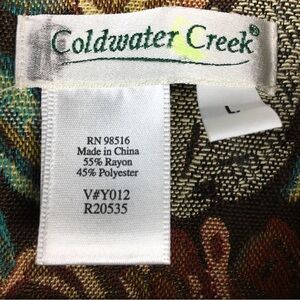 Coldwater Creek®
L
RN 98516
Made in China
55% Rayon
45% Polyester
V#Y012
R20535